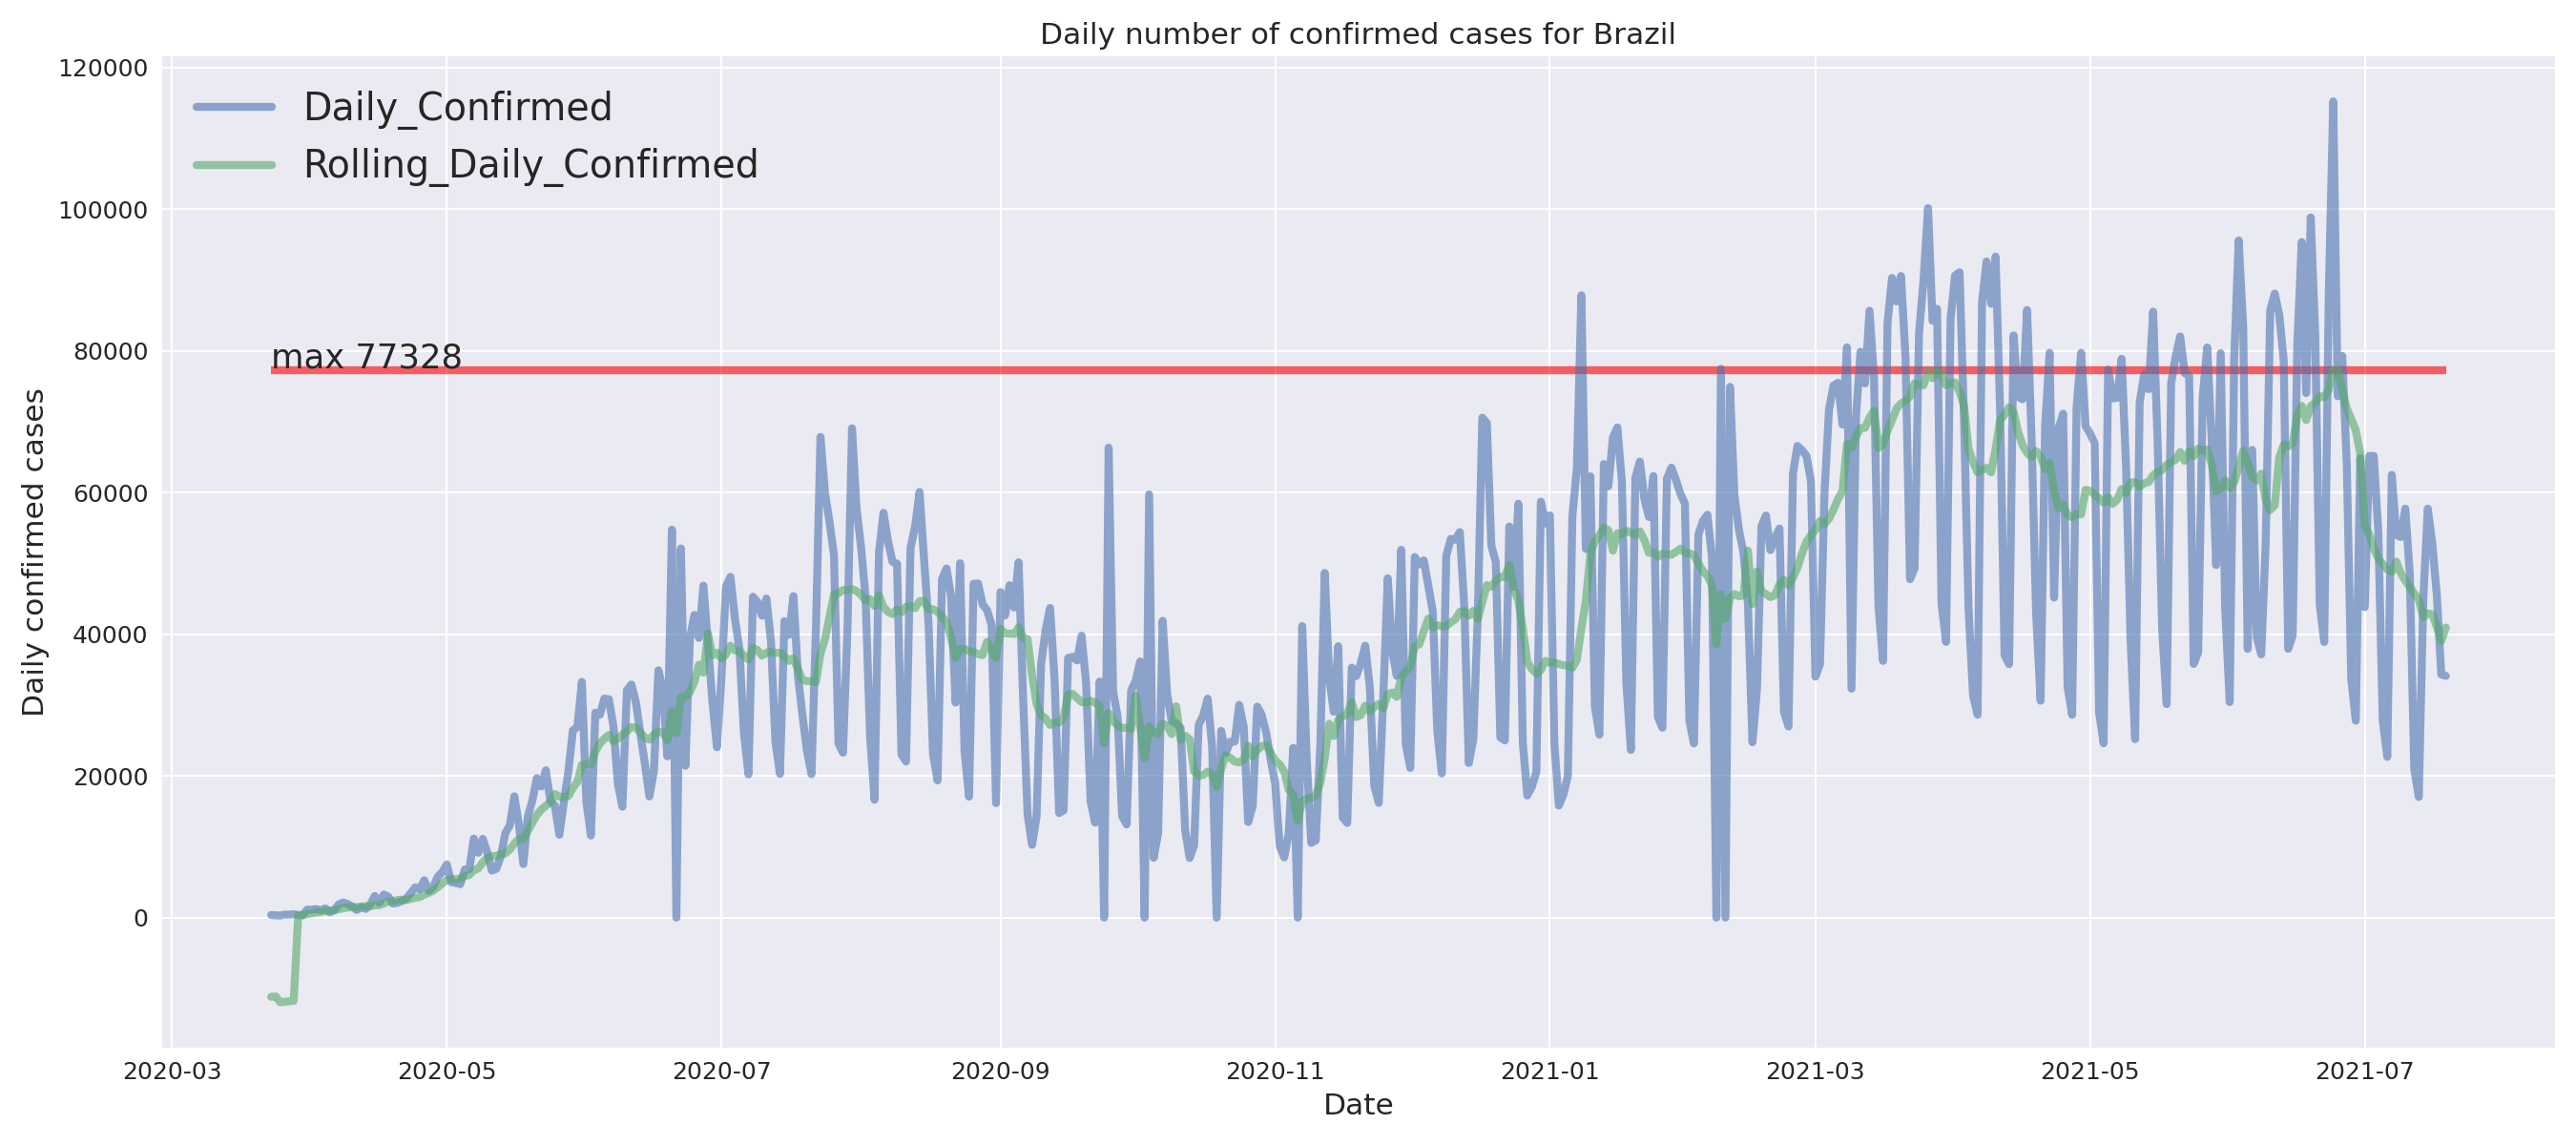 Daily number of confirmed cases for Brazil
120000
100000
80000
60000
40000
20000
0
Daily confirmed cases
Daily_Confirmed
Rolling_Daily_Confirmed
max 77328
2020-03 2020-05 2020-07 2020-09 2020-11 2021-01 2021-03 2021-05 2021-07
Date